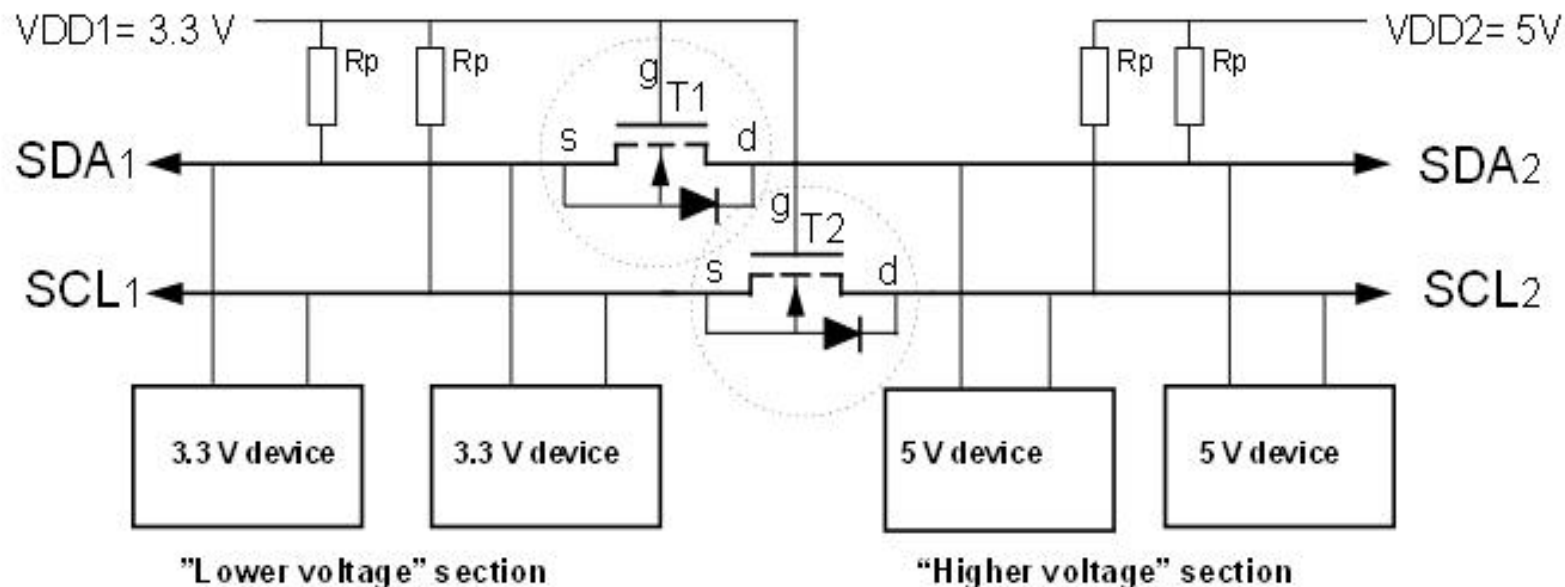 VDD1= 3.3 V
VDD2= 5V
Rp
Rp
Rp
Rp
g
T1
s
d
SDA1
SDA2
g
T2
s
d
SCL1
SCL2
3.3 V device
3.3 V device
5 V device
5 V device
”Lower voltage” section
“Higher voltage” section